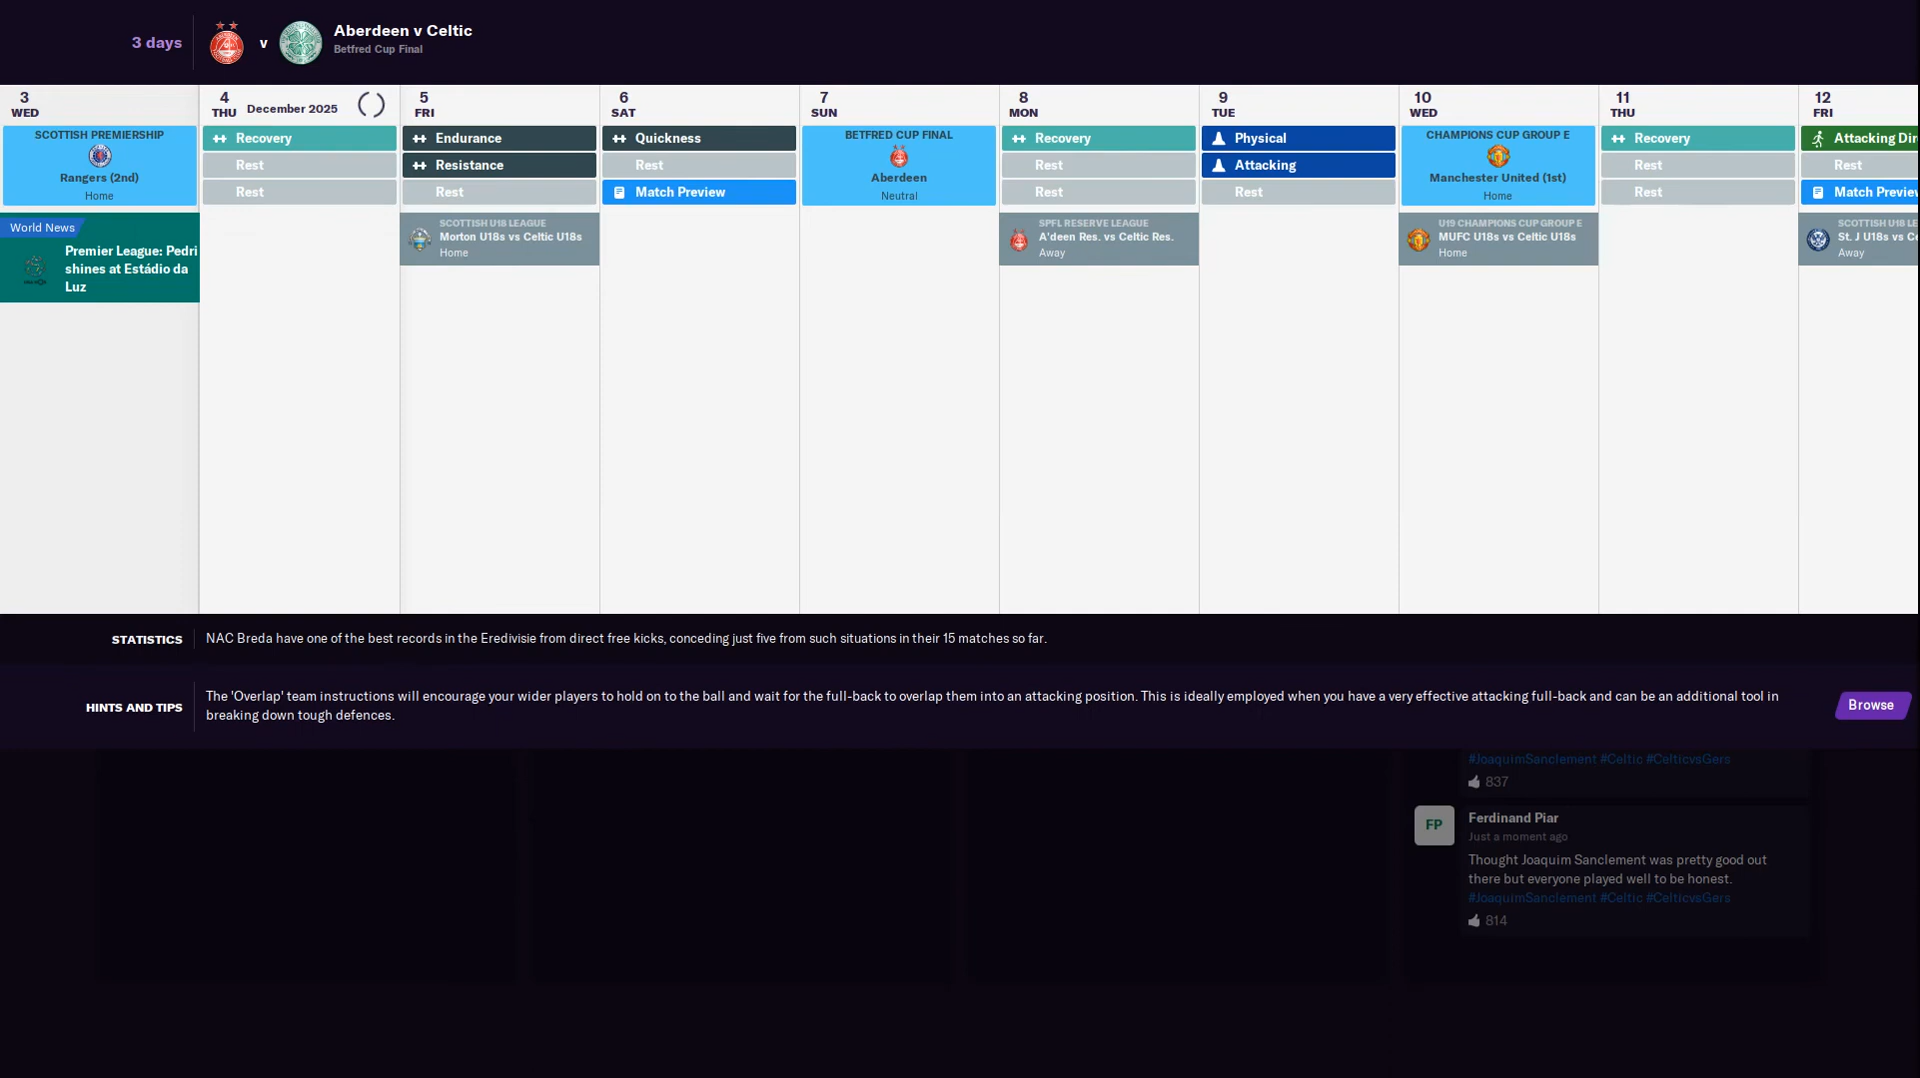 3 days
v
Aberdeen v Celtic
Betfred Cup Final
3
WED
SCOTTISH PREMIERSHIP
Rangers (2nd)
Home
World News
Premier League: Pedri
shines at Estádio da
Luz
4
THU
December 2025
Recovery
Rest
Rest
5
FRI
Endurance
Resistance
Rest
SCOTTISH U18 LEAGUE
Morton U18s vs Celtic U18s
Home
6
SAT
Quickness
Rest
Match Preview
7
SUN
BETFRED CUP FINAL
Aberdeen
Neutral
8
MON
Recovery
Rest
Rest
SPFL RESERVE LEAGUE
A'deen Res. vs Celtic Res.
Away
9
TUE
Physical
Attacking
Rest
10
WED
CHAMPIONS CUP GROUP E
Manchester United (1st)
Home
U19 CHAMPIONS CUP GROUP E
MUFC U18s vs Celtic U18s
Home
11
THU
Recovery
Rest
Rest
12
FRI
Attacking Dir
Rest
Match Preview
SCOTTISH U18 LE
St. J U18s vs Ce
Away
STATISTICS
NAC Breda have one of the best records in the Eredivisie from direct free kicks, conceding just five from such situations in their 15 matches so far.
HINTS AND TIPS
The 'Overlap' team instructions will encourage your wider players to hold on to the ball and wait for the full-back to overlap them into an attacking position. This is ideally employed when you have a very effective attacking full-back and can be an additional tool in
breaking down tough defences.
Browse
#JoaquimSanclement #Celtic #CelticvsGers
837
FP
Ferdinand Piar
Just a moment ago
Thought Joaquim Sanclement was pretty good out
there but everyone played well to be honest.
#JoaquimSanclement #Celtic #CelticvsGers
814